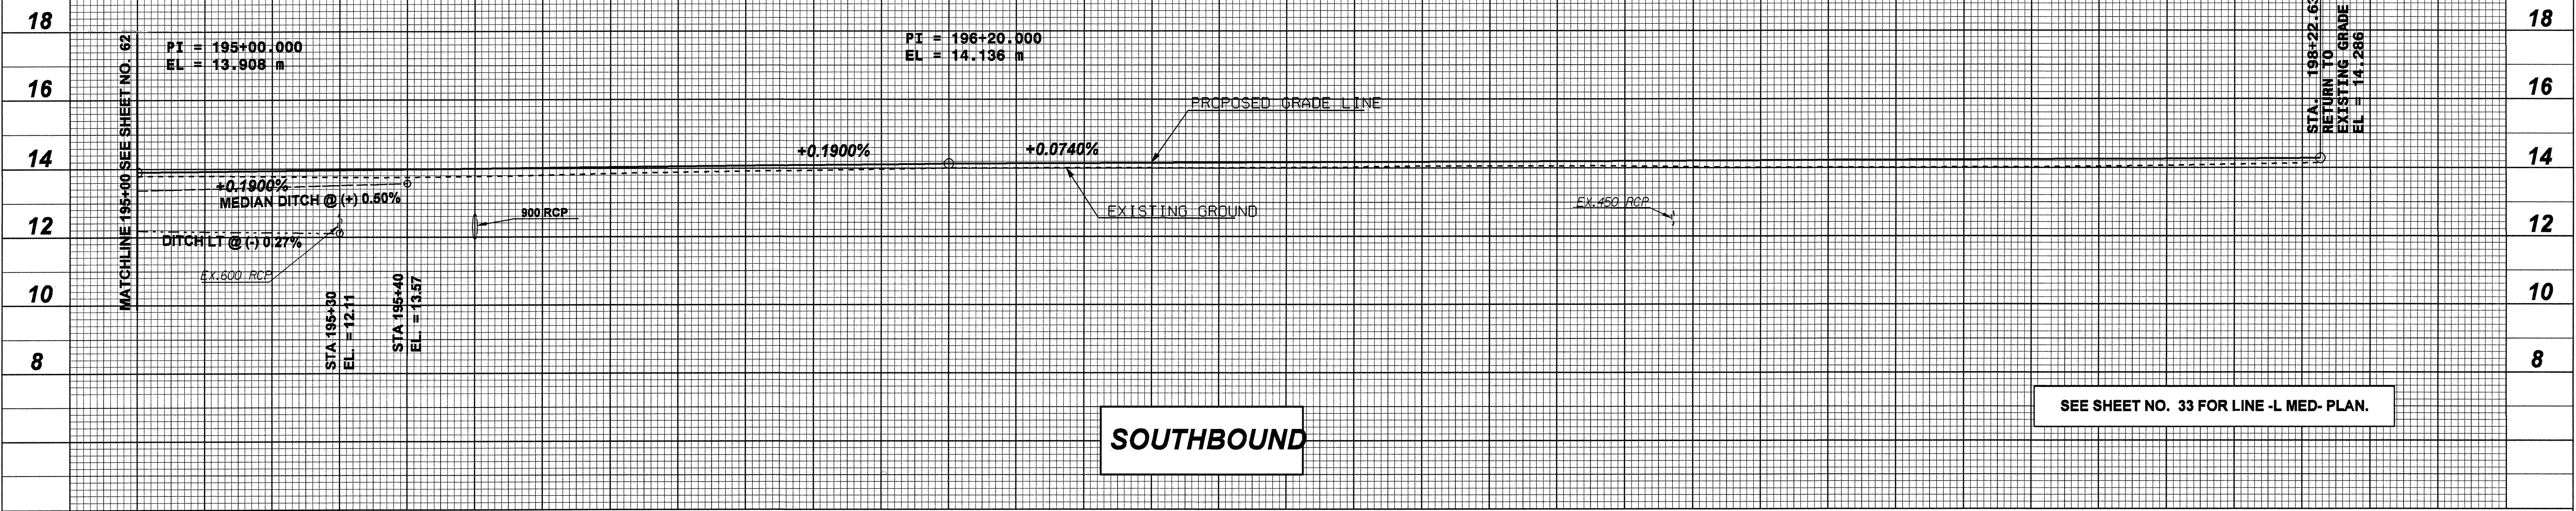 18
16
14
12
10
8
MATCHLINE 195+00 SEE SHEET NO. 62
PI = 195+00.000
EL = 13.908 m
PI = 196+20.000
EL = 14.136 m
PROPOSED GRADE LINE
+0.1900%
+0.0740%
+0.1900%
MEDIAN DITCH @ (+) 0.50%
900 RCP
EXISTING GROUND
EX.450 RCP
DITCH LT @ (-) 0.27%
EX.600 RCP
STA 195+30
EL. = 12.11
STA 195+40
EL. = 13.57
STA. 198+22.63
RETURN TO
EXISTING GRADE
EL = 14.286
SOUTHBOUND
SEE SHEET NO. 33 FOR LINE -L MED- PLAN.
18
16
14
12
10
8